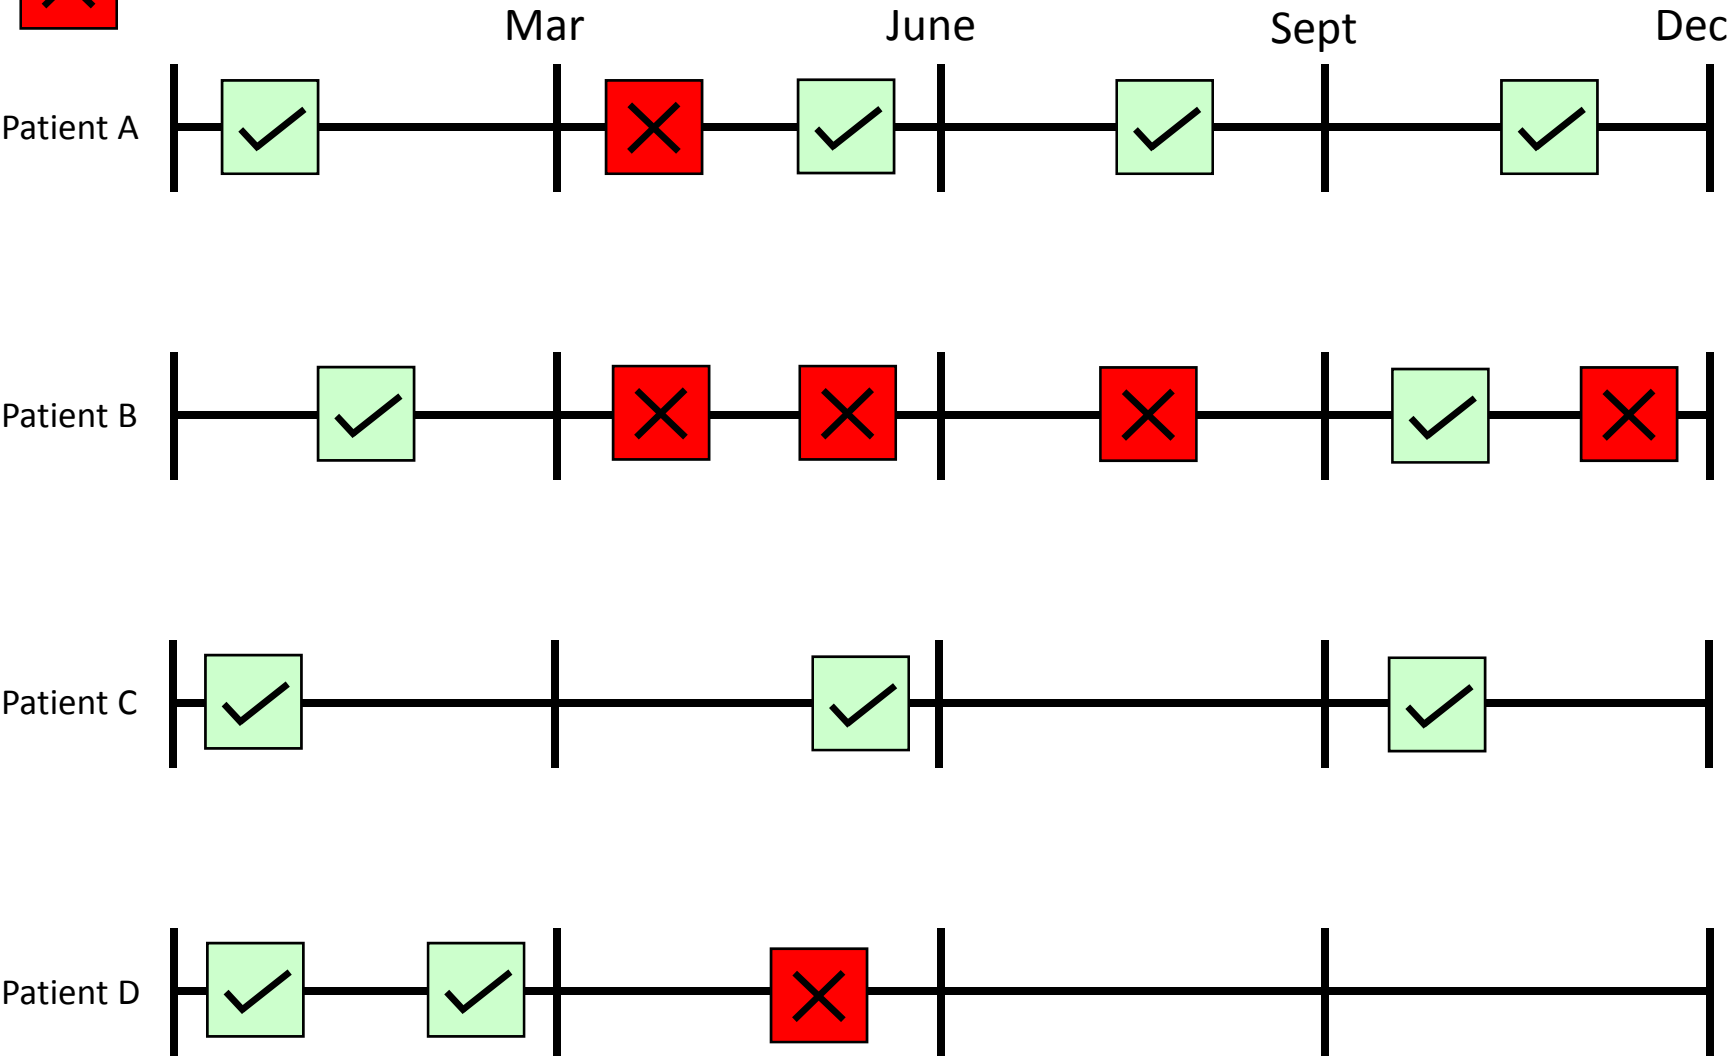 Mar June Sept Dec
Patient A
Patient B
Patient C
Patient D